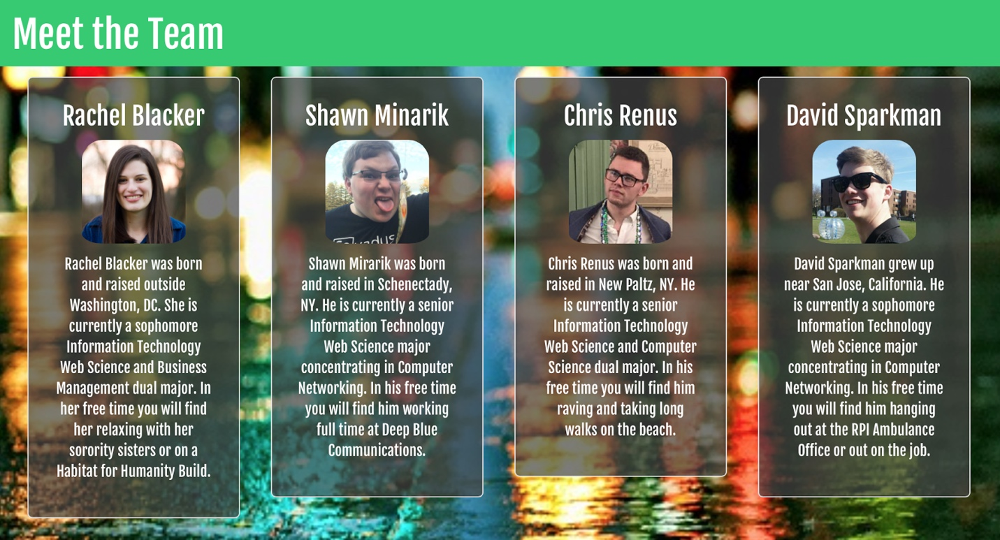 Meet the Team
Rachel Blacker
Rachel Blacker was born
and raised outside
Washington, DC. She is
currently a sophomore
Information Technology
Web Science and Business
Management dual major. In
her free time you will find
her relaxing with her
sorority sisters or on a
Habitat for Humanity Build.
Shawn Minarik
Shawn Mirarik was born
and raised in Schenectady,
NY. He is currently a senior
Information Technology
Web Science major
concentrating in Computer
Networking. In his free time
you will find him working
full time at Deep Blue
Communications.
Chris Renus
Chris Renus was born and
raised in New Paltz, NY. He
is currently a senior
Information Technology
Web Science and Computer
Science dual major. In his
free time you will find him
raving and taking long
walks on the beach.
David Sparkman
David Sparkman grew up
near San Jose, California. He
is currently a sophomore
Information Technology
Web Science major
concentrating in Computer
Networking. In his free time
you will find him hanging
out at the RPI Ambulance
Office or out on the job.